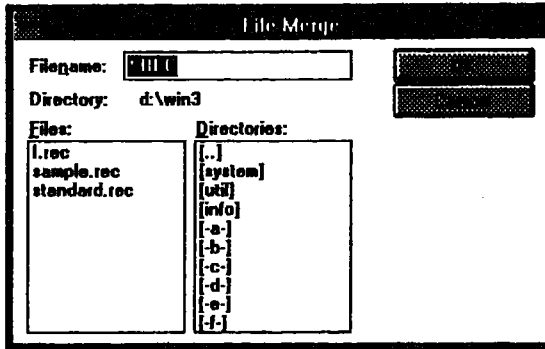 File Merge
Filename:
Directory: d:\win3
Files:
l.rec
sample.rec
standard.rec
Directories:
[..]
[system]
[util]
[info]
[-a-]
[-b-]
[-c-]
[-d-]
[-e-]
[-f-]